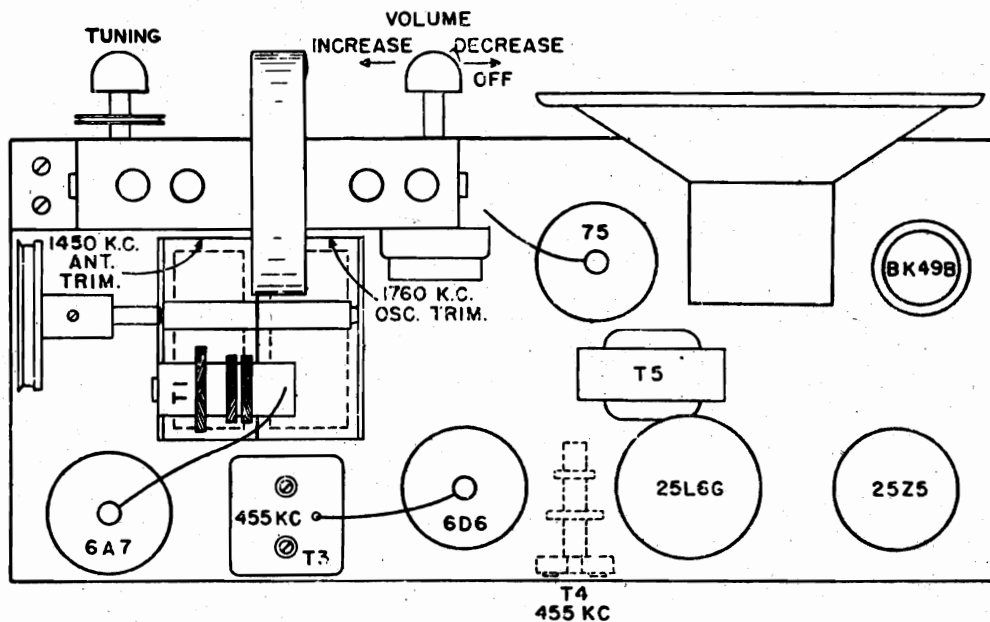 VOLUME
TUNING
INCREASE
DECREASE
OFF
1450 K.C.
ANT.
TRIM.
1760 K.C.
OSC. TRIM.
75
BK49B
T5
T1
25L6G
25Z5
6A7
455 KC
T3
6D6
T4
455 KC